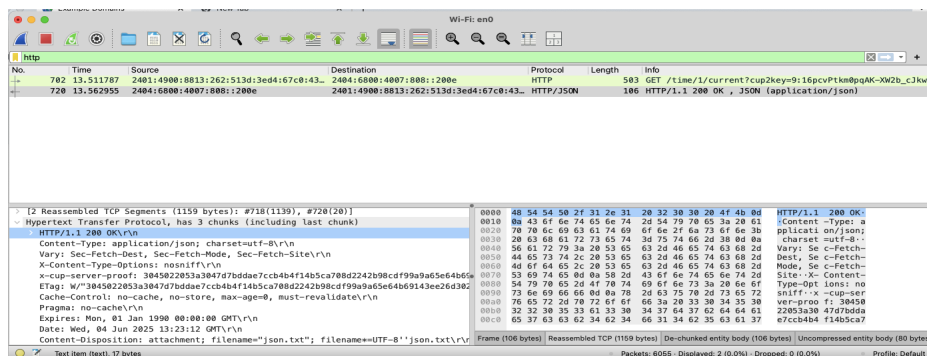 Wi-Fi: en0
http
No. Time Source Destination Protocol Length Info
702 13.511787 2401:4900:8813:262:513d:3ed4:67c0:43… 2404:6800:4007:808::200e HTTP 503 GET /time/1/current?cup2key=9:16pcvPtkm0pqAK-XW2b_cJkw
720 13.562955 2404:6800:4007:808::200e 2401:4900:8813:262:513d:3ed4:67c0:43… HTTP/JSON 106 HTTP/1.1 200 OK , JSON (application/json)
[2 Reassembled TCP Segments (1159 bytes): #718(1139), #720(20)]
Hypertext Transfer Protocol, has 3 chunks (including last chunk)
HTTP/1.1 200 OK\r\n
Content-Type: application/json; charset=utf-8\r\n
Vary: Sec-Fetch-Dest, Sec-Fetch-Mode, Sec-Fetch-Site\r\n
X-Content-Type-Options: nosniff\r\n
x-cup-server-proof: 3045022053a3047d7bddae7ccb4b4f14b5ca708d2242b98cdf99a9a65e64b69
ETag: W/"3045022053a3047d7bddae7ccb4b4f14b5ca708d2242b98cdf99a9a65e64b69143ee26d302
Cache-Control: no-cache, no-store, max-age=0, must-revalidate\r\n
Pragma: no-cache\r\n
Expires: Mon, 01 Jan 1990 00:00:00 GMT\r\n
Date: Wed, 04 Jun 2025 13:23:12 GMT\r\n
Content-Disposition: attachment; filename="json.txt"; filename*=UTF-8''json.txt\r\n
0000 48 54 54 50 2f 31 2e 31 20 32 30 30 20 4f 4b 0d HTTP/1.1 200 OK·
0010 0a 43 6f 6e 74 65 6e 74 2d 54 79 70 65 3a 20 61 ·Content -Type: a
0020 70 70 6c 69 63 61 74 69 6f 6e 2f 6a 73 6f 6e 3b pplicati on/json;
0030 20 63 68 61 72 73 65 74 3d 75 74 66 2d 38 0d 0a charset =utf-8··
0040 56 61 72 79 3a 20 53 65 63 2d 46 65 74 63 68 2d Vary: Se c-Fetch-
0050 44 65 73 74 2c 20 53 65 63 2d 46 65 74 63 68 2d Dest, Se c-Fetch-
0060 4d 6f 64 65 2c 20 53 65 63 2d 46 65 74 63 68 2d Mode, Se c-Fetch-
0070 53 69 74 65 0d 0a 58 2d 43 6f 6e 74 65 6e 74 2d Site··X- Content-
0080 54 79 70 65 2d 4f 70 74 69 6f 6e 73 3a 20 6e 6f Type-Opt ions: no
0090 73 6e 69 66 66 0d 0a 78 2d 63 75 70 2d 73 65 72 sniff··x -cup-ser
00a0 76 65 72 2d 70 72 6f 6f 66 3a 20 33 30 34 35 30 ver-proo f: 30450
00b0 32 32 30 35 33 61 33 30 34 37 64 37 62 64 64 61 22053a30 47d7bdda
00c0 65 37 63 63 62 34 62 34 66 31 34 62 35 63 61 37 e7ccb4b4 f14b5ca7
Frame (106 bytes) Reassembled TCP (1159 bytes) De-chunked entity body (106 bytes) Uncompressed entity body (80 bytes
Text item (text), 17 bytes Packets: 6055 · Displayed: 2 (0.0%) · Dropped: 0 (0.0%) Profile: Default